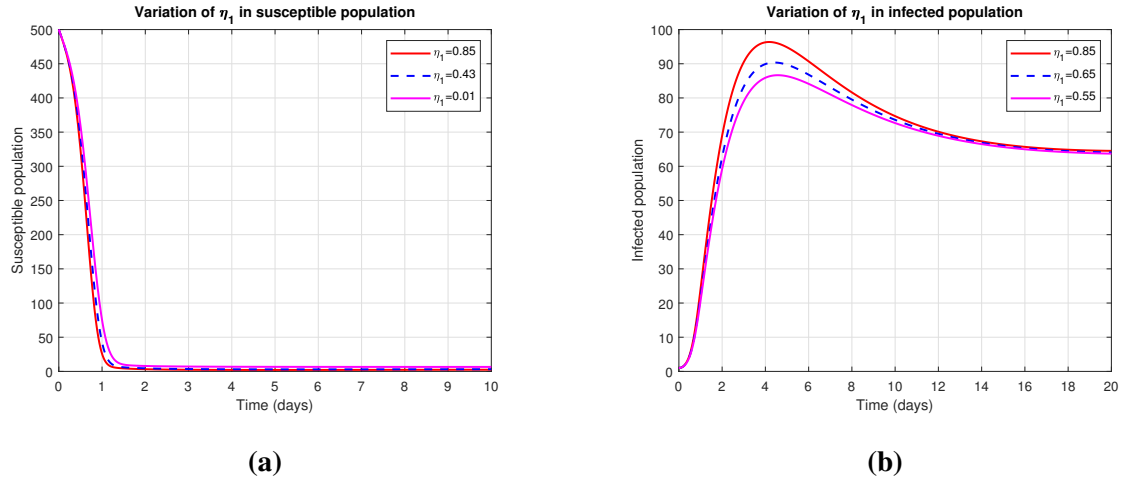 Variation of η1 in susceptible population
500
450
400
350
300
250
200
150
100
50
0
Susceptible population
η1=0.85
η1=0.43
η1=0.01
0 1 2 3 4 5 6 7 8 9 10
Time (days)
(a)
Variation of η1 in infected population
100
90
80
70
60
50
40
30
20
10
0
Infected population
η1=0.85
η1=0.65
η1=0.55
0 2 4 6 8 10 12 14 16 18 20
Time (days)
(b)